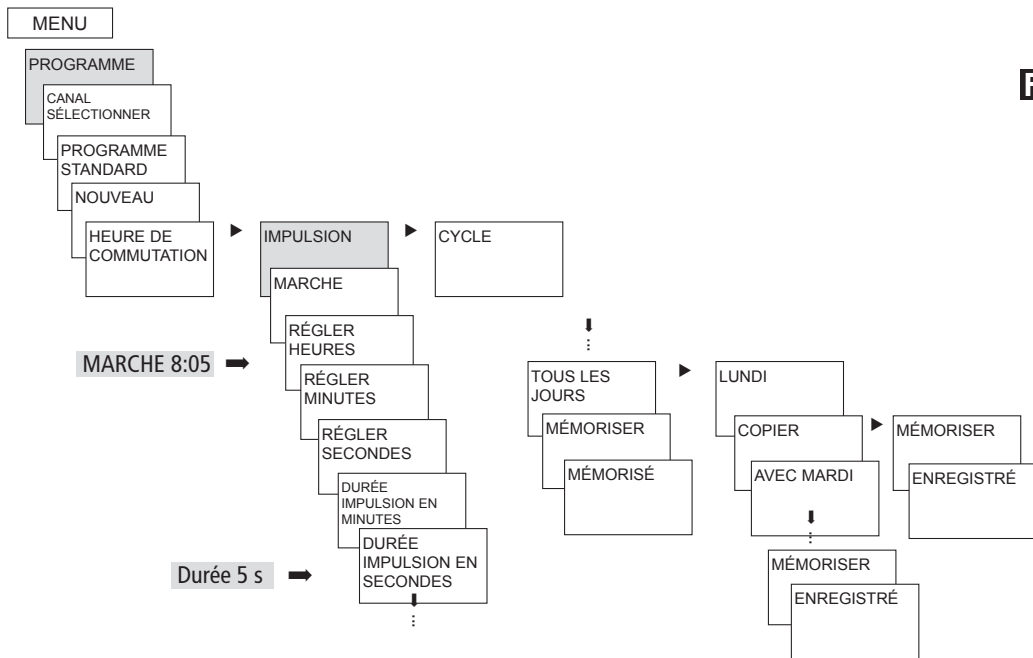 MENU
PROGRAMME
CANAL
SÉLECTIONNER
PROGRAMME
STANDARD
NOUVEAU
HEURE DE
COMMUTATION
IMPULSION
CYCLE
MARCHE
RÉGLER
HEURES
MARCHE 8:05
RÉGLER
MINUTES
RÉGLER
SECONDES
DURÉE
IMPULSION EN
MINUTES
DURÉE
IMPULSION EN
SECONDES
Durée 5 s
TOUS LES
JOURS
MÉMORISER
MÉMORISÉ
LUNDI
COPIER
AVEC MARDI
MÉMORISER
ENREGISTRÉ
MÉMORISER
ENREGISTRÉ